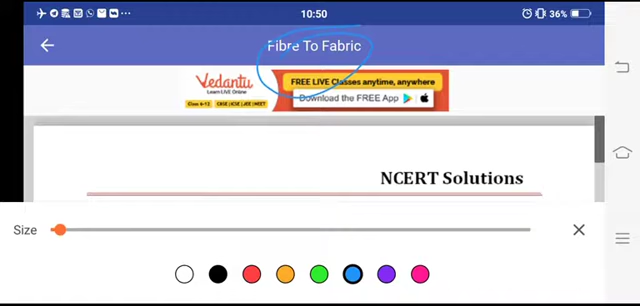 10:50
36%
Fibre To Fabric
Vedantu
Learn LIVE Online
Class 6-12 CBSE | ICSE | JEE | NEET
FREE LIVE Classes anytime, anywhere
Download the FREE App
NCERT Solutions
Size